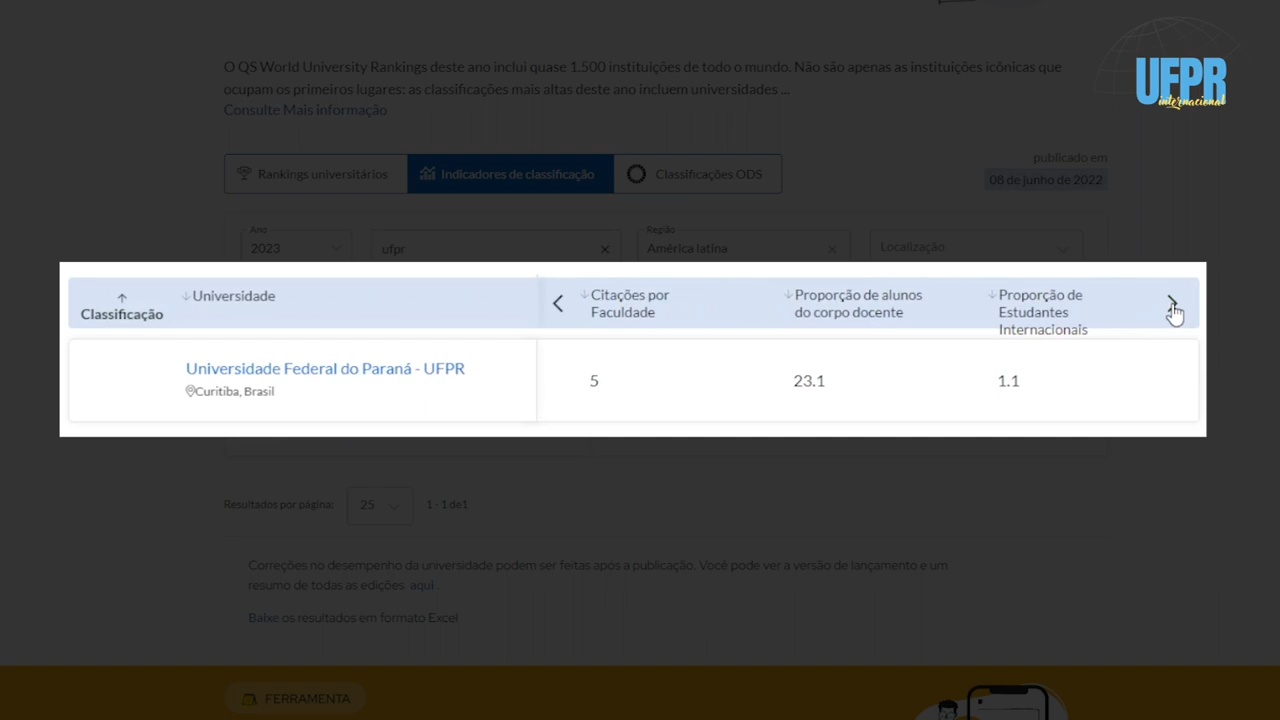 UFPR
internacional
O QS World University Rankings deste ano inclui quase 1.500 instituições de todo o mundo. Não são apenas as instituições icônicas que
ocupam os primeiros lugares: as classificações mais altas deste ano incluem universidades ...
Consulte Mais informação
publicado em
Rankings universitários
Indicadores de classificação
Classificações ODS
08 de junho de 2022
Ano
2023
ufpr
Região
América latina
Localização
Classificação
Universidade
Citações por
Faculdade
Proporção de alunos
do corpo docente
Proporção de
Estudantes
Internacionais
Universidade Federal do Paraná - UFPR
Curitiba, Brasil
5
23.1
1.1
Resultados por página:
25
1 - 1 de1
Correções no desempenho da universidade podem ser feitas após a publicação. Você pode ver a versão de lançamento e um
resumo de todas as edições aqui .
Baixe os resultados em formato Excel
FERRAMENTA